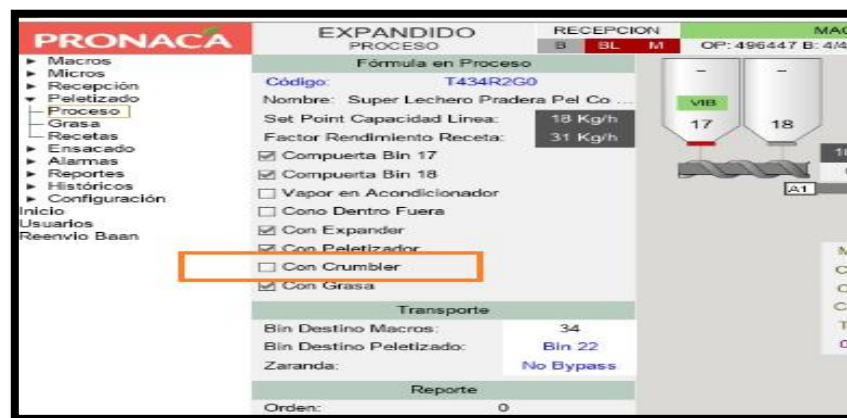 PRONACA
EXPANDIDO
PROCESO
RECEPCION
B BL M
OP: 496447 B: 4/4
Macros
Micros
Recepción
Peletizado
Proceso
Grasa
Recetas
Ensacado
Alarmas
Reportes
Históricos
Configuración
Inicio
Usuarios
Reenvio Baan
Fórmula en Proceso
Código: T434R2G0
Nombre: Super Lechero Pradera Pel Co ...
Set Point Capacidad Linea: 18 Kg/h
Factor Rendimiento Receta: 31 Kg/h
Compuerta Bin 17
Compuerta Bin 18
Vapor en Acondicionador
Cono Dentro Fuera
Con Expander
Con Peletizador
Con Crumbler
Con Grasa
Transporte
Bin Destino Macros: 34
Bin Destino Peletizado: Bin 22
Zaranda: No Bypass
Reporte
Orden: 0
- -
VIB
17 18
A1